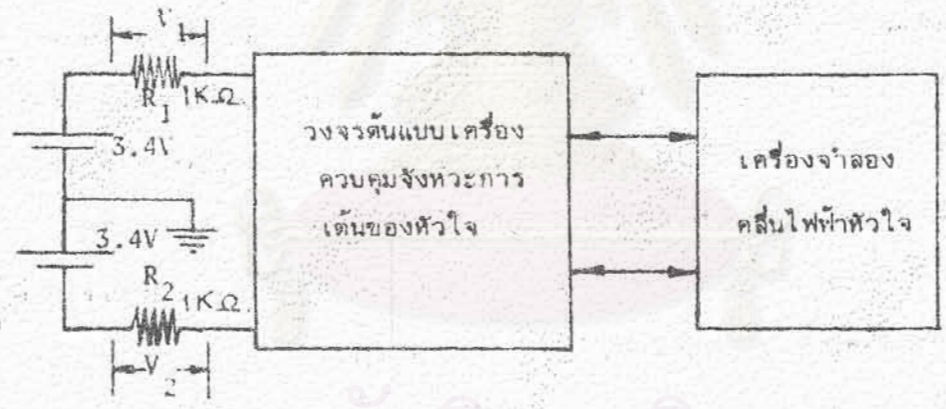 V1
R1 1KΩ
3.4V
3.4V
R2 1KΩ
V2
วงจรต้นแบบเครื่อง
ควบคุมจังหวะการ
เต้นของหัวใจ
เครื่องจำลอง
คลื่นไฟฟ้าหัวใจ